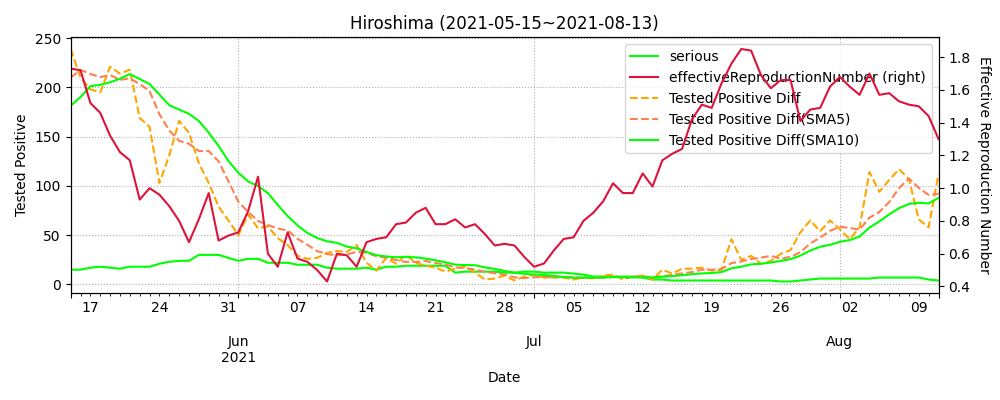 Hiroshima (2021-05-15~2021-08-13)
Tested Positive
250
200
150
100
50
0
serious
effectiveReproductionNumber (right)
Tested Positive Diff
Tested Positive Diff(SMA5)
Tested Positive Diff(SMA10)
1.8
1.6
1.4
1.2
1.0
0.8
0.6
0.4
Effective Reproduction Number
17 24 31 07 14 21 28 05 12 19 26 02 09
Jun Jul Aug
2021
Date